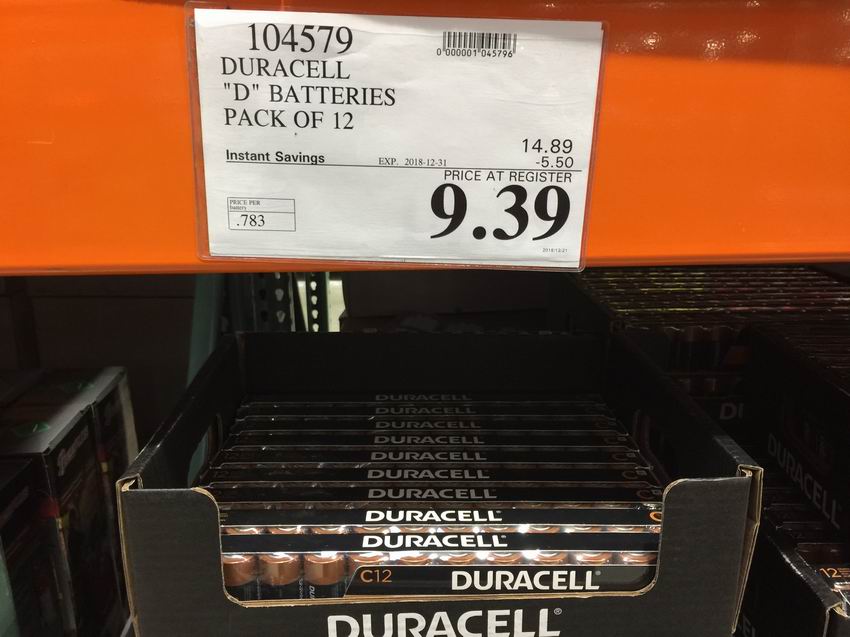 104579
0 000001 045796
DURACELL
"D" BATTERIES
PACK OF 12
14.89
Instant Savings EXP. 2018-12-31 -5.50
PRICE AT REGISTER
9.39
PRICE PER
battery
.783
2018/12/21
DURACELL
DURACELL
DURACELL
DURACELL
DURACELL
DURACELL
DURACELL
DURACELL C
DURACELL
C12 DURACELL®
DURACELL®
DURACELL
12